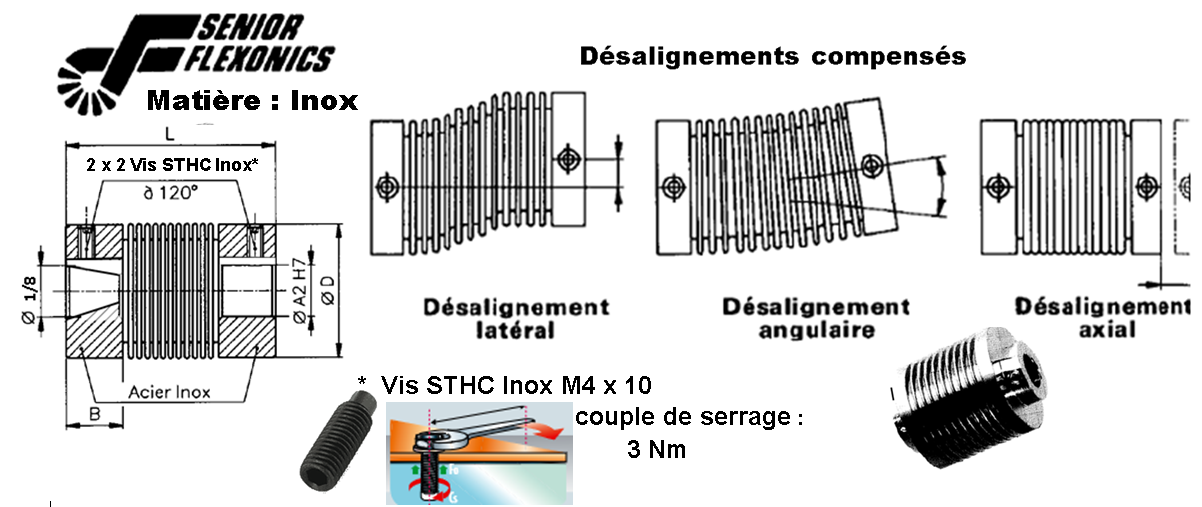 SENIOR
FLEXONICS
Matière : Inox
Désalignements compensés
L
2 x 2 Vis STHC Inox*
à 120°
Ø 1/8
Ø A2 H7
Ø D
Acier Inox
B
Désalignement
latéral
Désalignement
angulaire
Désalignement
axial
* Vis STHC Inox M4 x 10
couple de serrage :
3 Nm